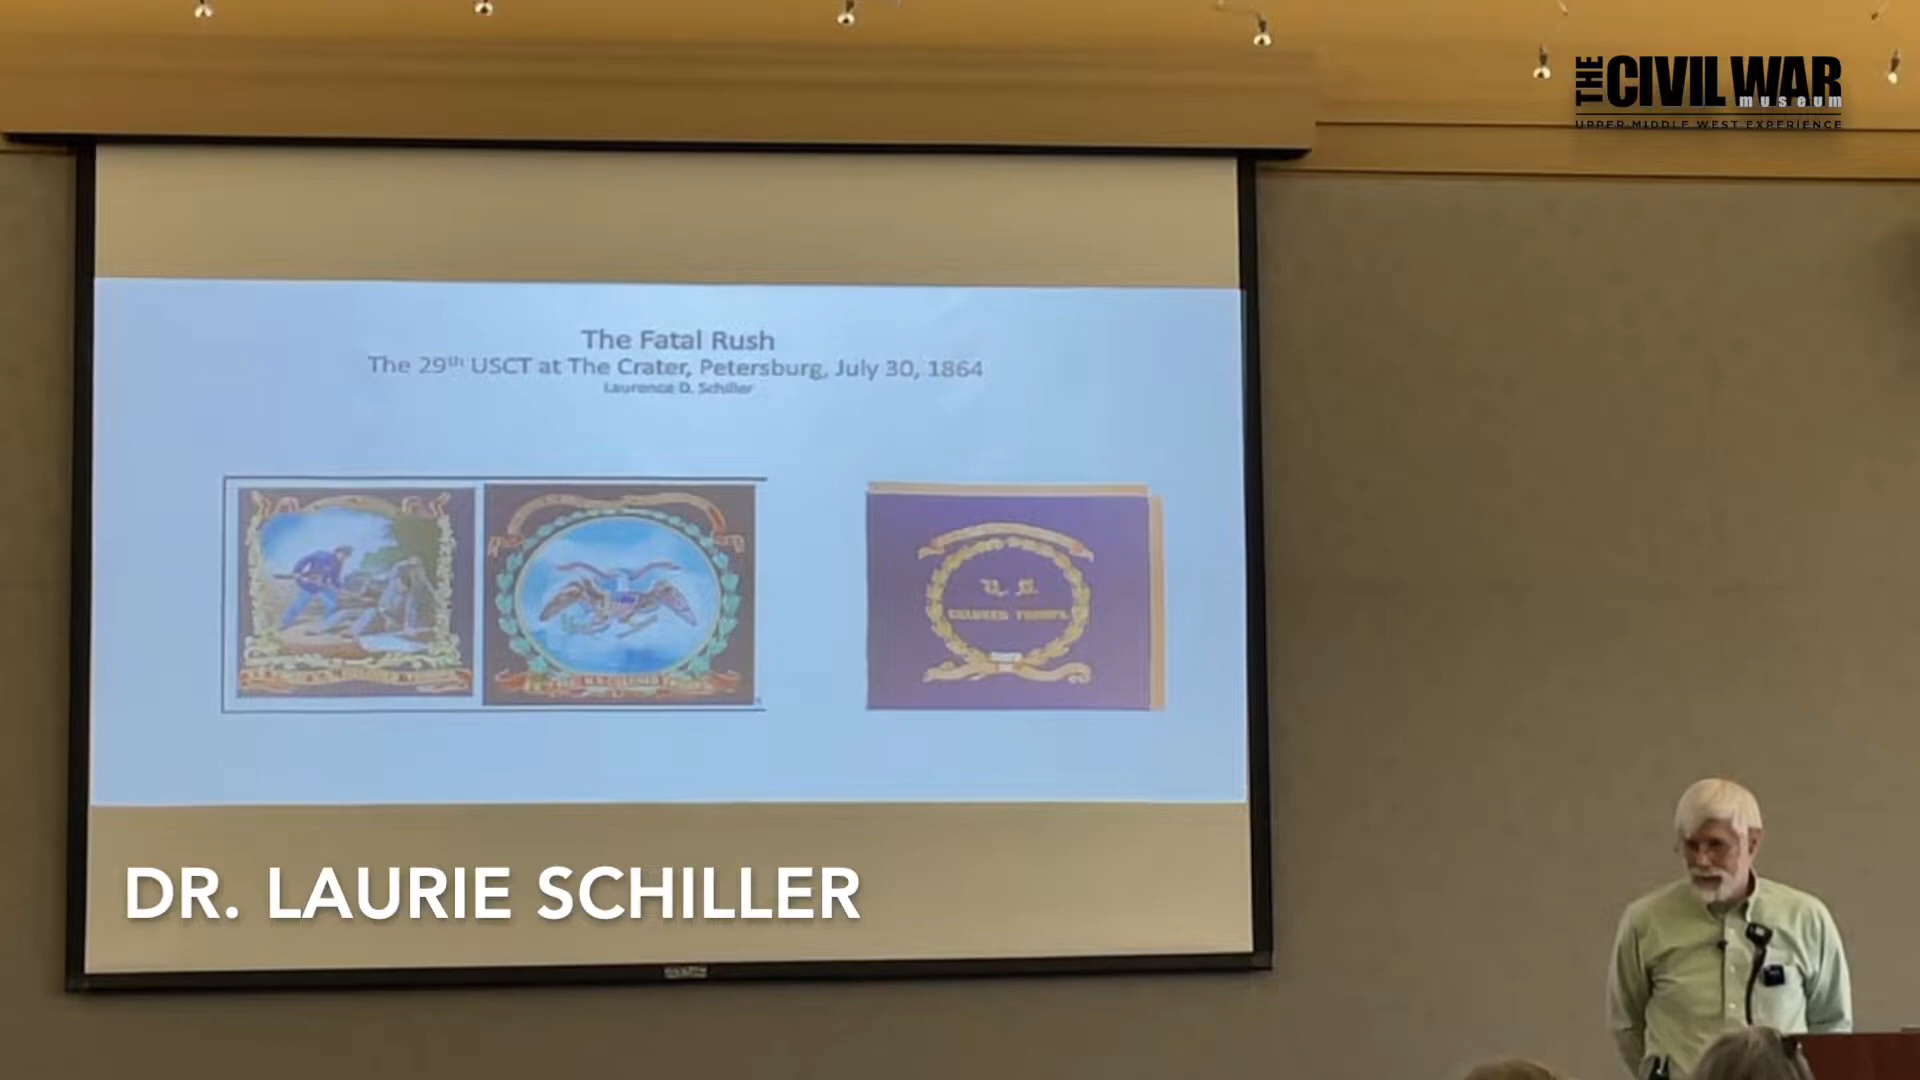 THE CIVIL WAR
museum
UPPER MIDDLE WEST EXPERIENCE
The Fatal Rush
The 29th USCT at The Crater, Petersburg, July 30, 1864
Laurence D. Schiller
U. S.
COLORED TROOPS
DR. LAURIE SCHILLER